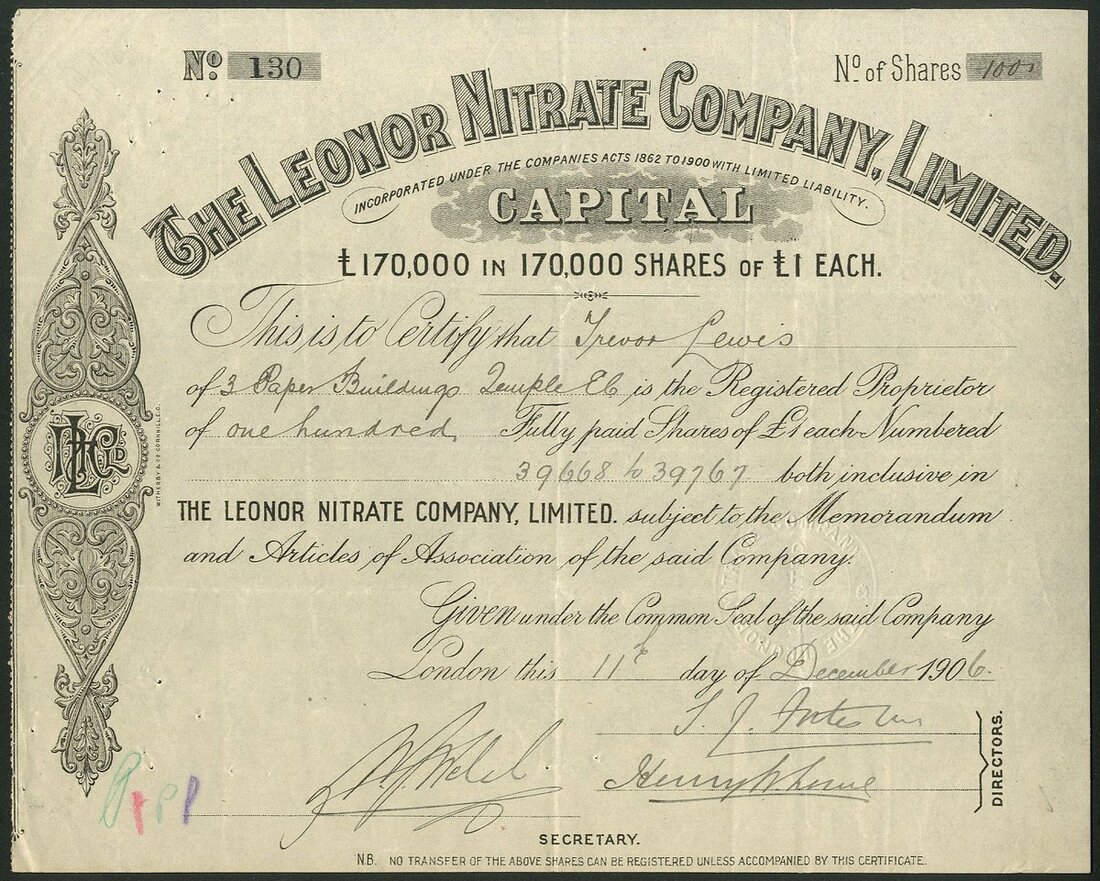 No. 130
No. of Shares 100
THE LEONOR NITRATE COMPANY, LIMITED.
INCORPORATED UNDER THE COMPANIES ACTS 1862 TO 1900 WITH LIMITED LIABILITY.
CAPITAL
£170,000 IN 170,000 SHARES OF £1 EACH.
This is to Certify that Trevor Lewis
of 3 Paper Buildings Temple EC is the Registered Proprietor
of one hundred Fully paid Shares of £1 each Numbered
39668 to 39767 both inclusive in
THE LEONOR NITRATE COMPANY, LIMITED. subject to the Memorandum
and Articles of Association of the said Company.
Given under the Common Seal of the said Company
London this 11th day of December 1906.
DIRECTORS.
SECRETARY.
N.B. NO TRANSFER OF THE ABOVE SHARES CAN BE REGISTERED UNLESS ACCOMPANIED BY THIS CERTIFICATE.
WITHERBY & CO CORNHILL E.C.